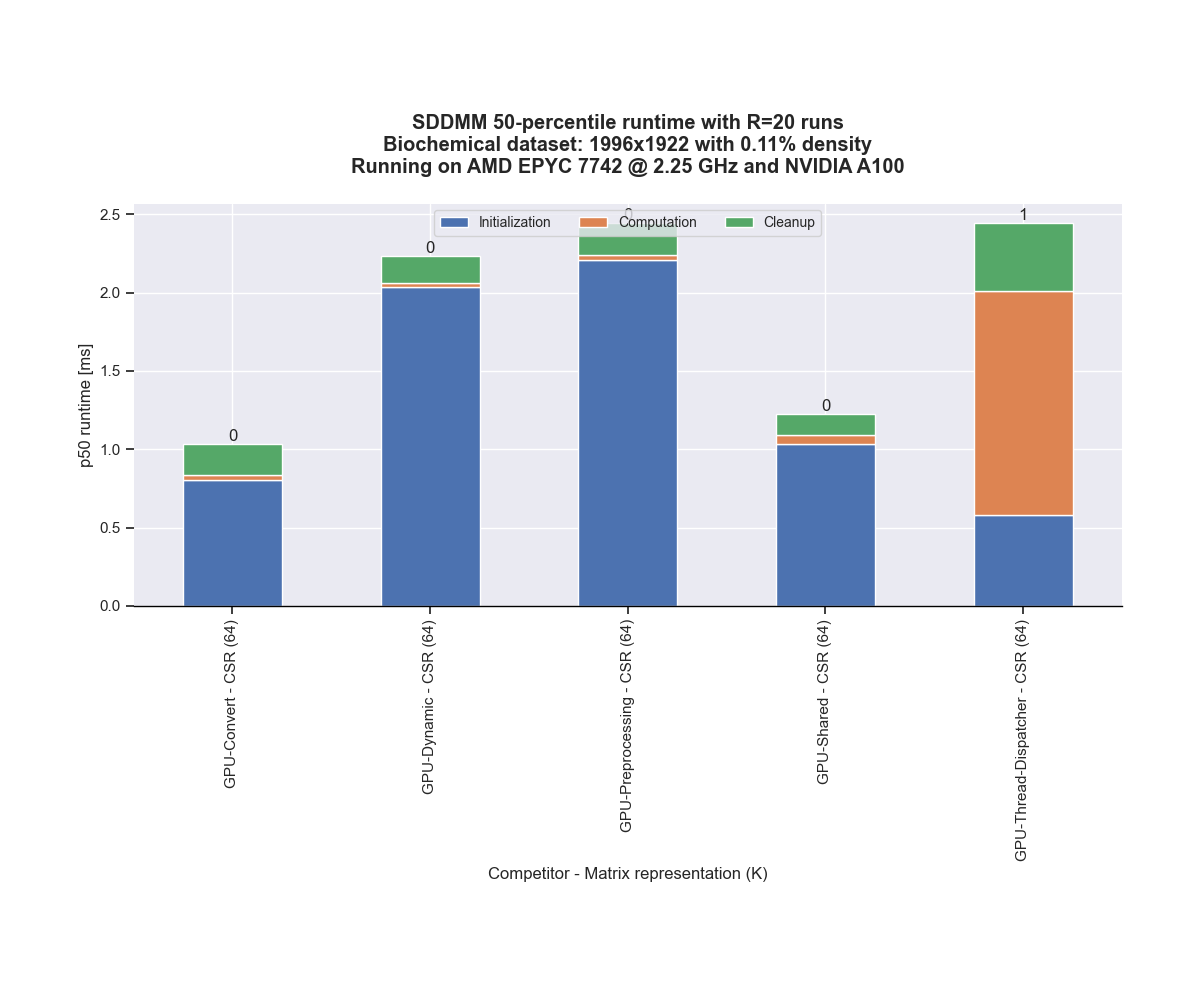 SDDMM 50-percentile runtime with R=20 runs
Biochemical dataset: 1996x1922 with 0.11% density
Running on AMD EPYC 7742 @ 2.25 GHz and NVIDIA A100
Initialization
Computation
Cleanup
p50 runtime [ms]
2.5
2.0
1.5
1.0
0.5
0.0
0
0
0
0
1
GPU-Convert - CSR (64)
GPU-Dynamic - CSR (64)
GPU-Preprocessing - CSR (64)
GPU-Shared - CSR (64)
GPU-Thread-Dispatcher - CSR (64)
Competitor - Matrix representation (K)